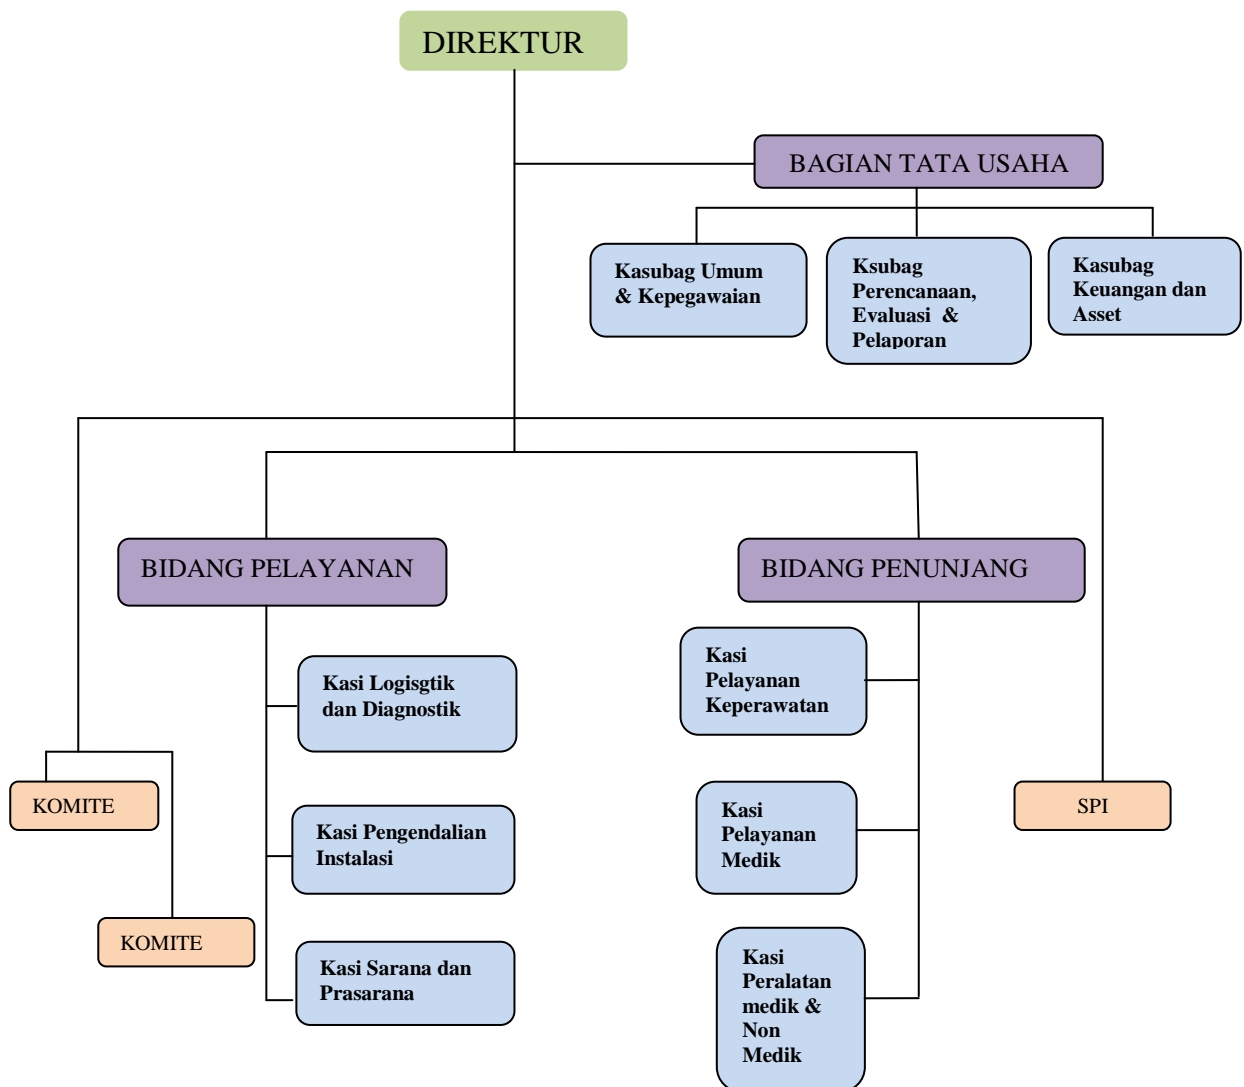 DIREKTUR
BAGIAN TATA USAHA
Kasubag Umum
& Kepegawaian
Ksubag
Perencanaan,
Evaluasi &
Pelaporan
Kasubag
Keuangan dan
Asset
BIDANG PELAYANAN
BIDANG PENUNJANG
Kasi Logisgtik
dan Diagnostik
Kasi
Pelayanan
Keperawatan
KOMITE
Kasi Pengendalian
Instalasi
Kasi
Pelayanan
Medik
SPI
KOMITE
Kasi Sarana dan
Prasarana
Kasi
Peralatan
medik &
Non
Medik